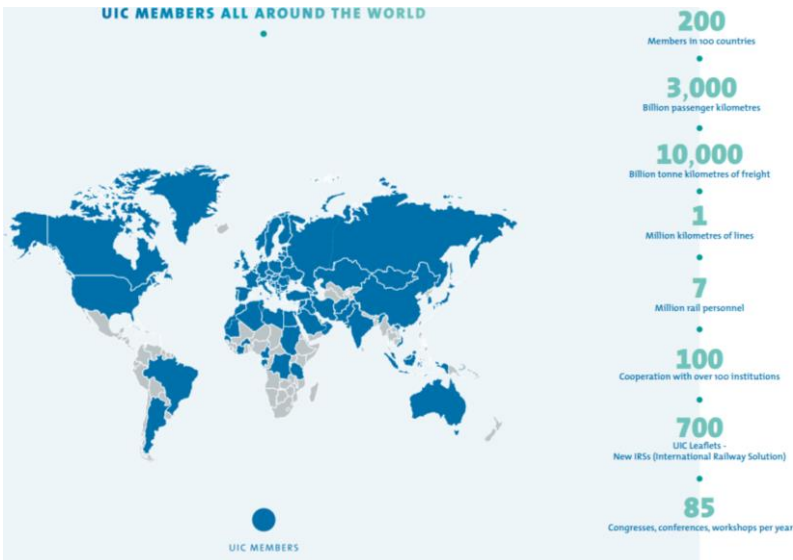 UIC MEMBERS ALL AROUND THE WORLD
200
Members in 100 countries
3,000
Billion passenger kilometres
10,000
Billion tonne kilometres of freight
1
Million kilometres of lines
7
Million rail personnel
100
Cooperation with over 100 institutions
700
UIC Leaflets -
New IRSs (International Railway Solution)
85
Congresses, conferences, workshops per year
UIC MEMBERS